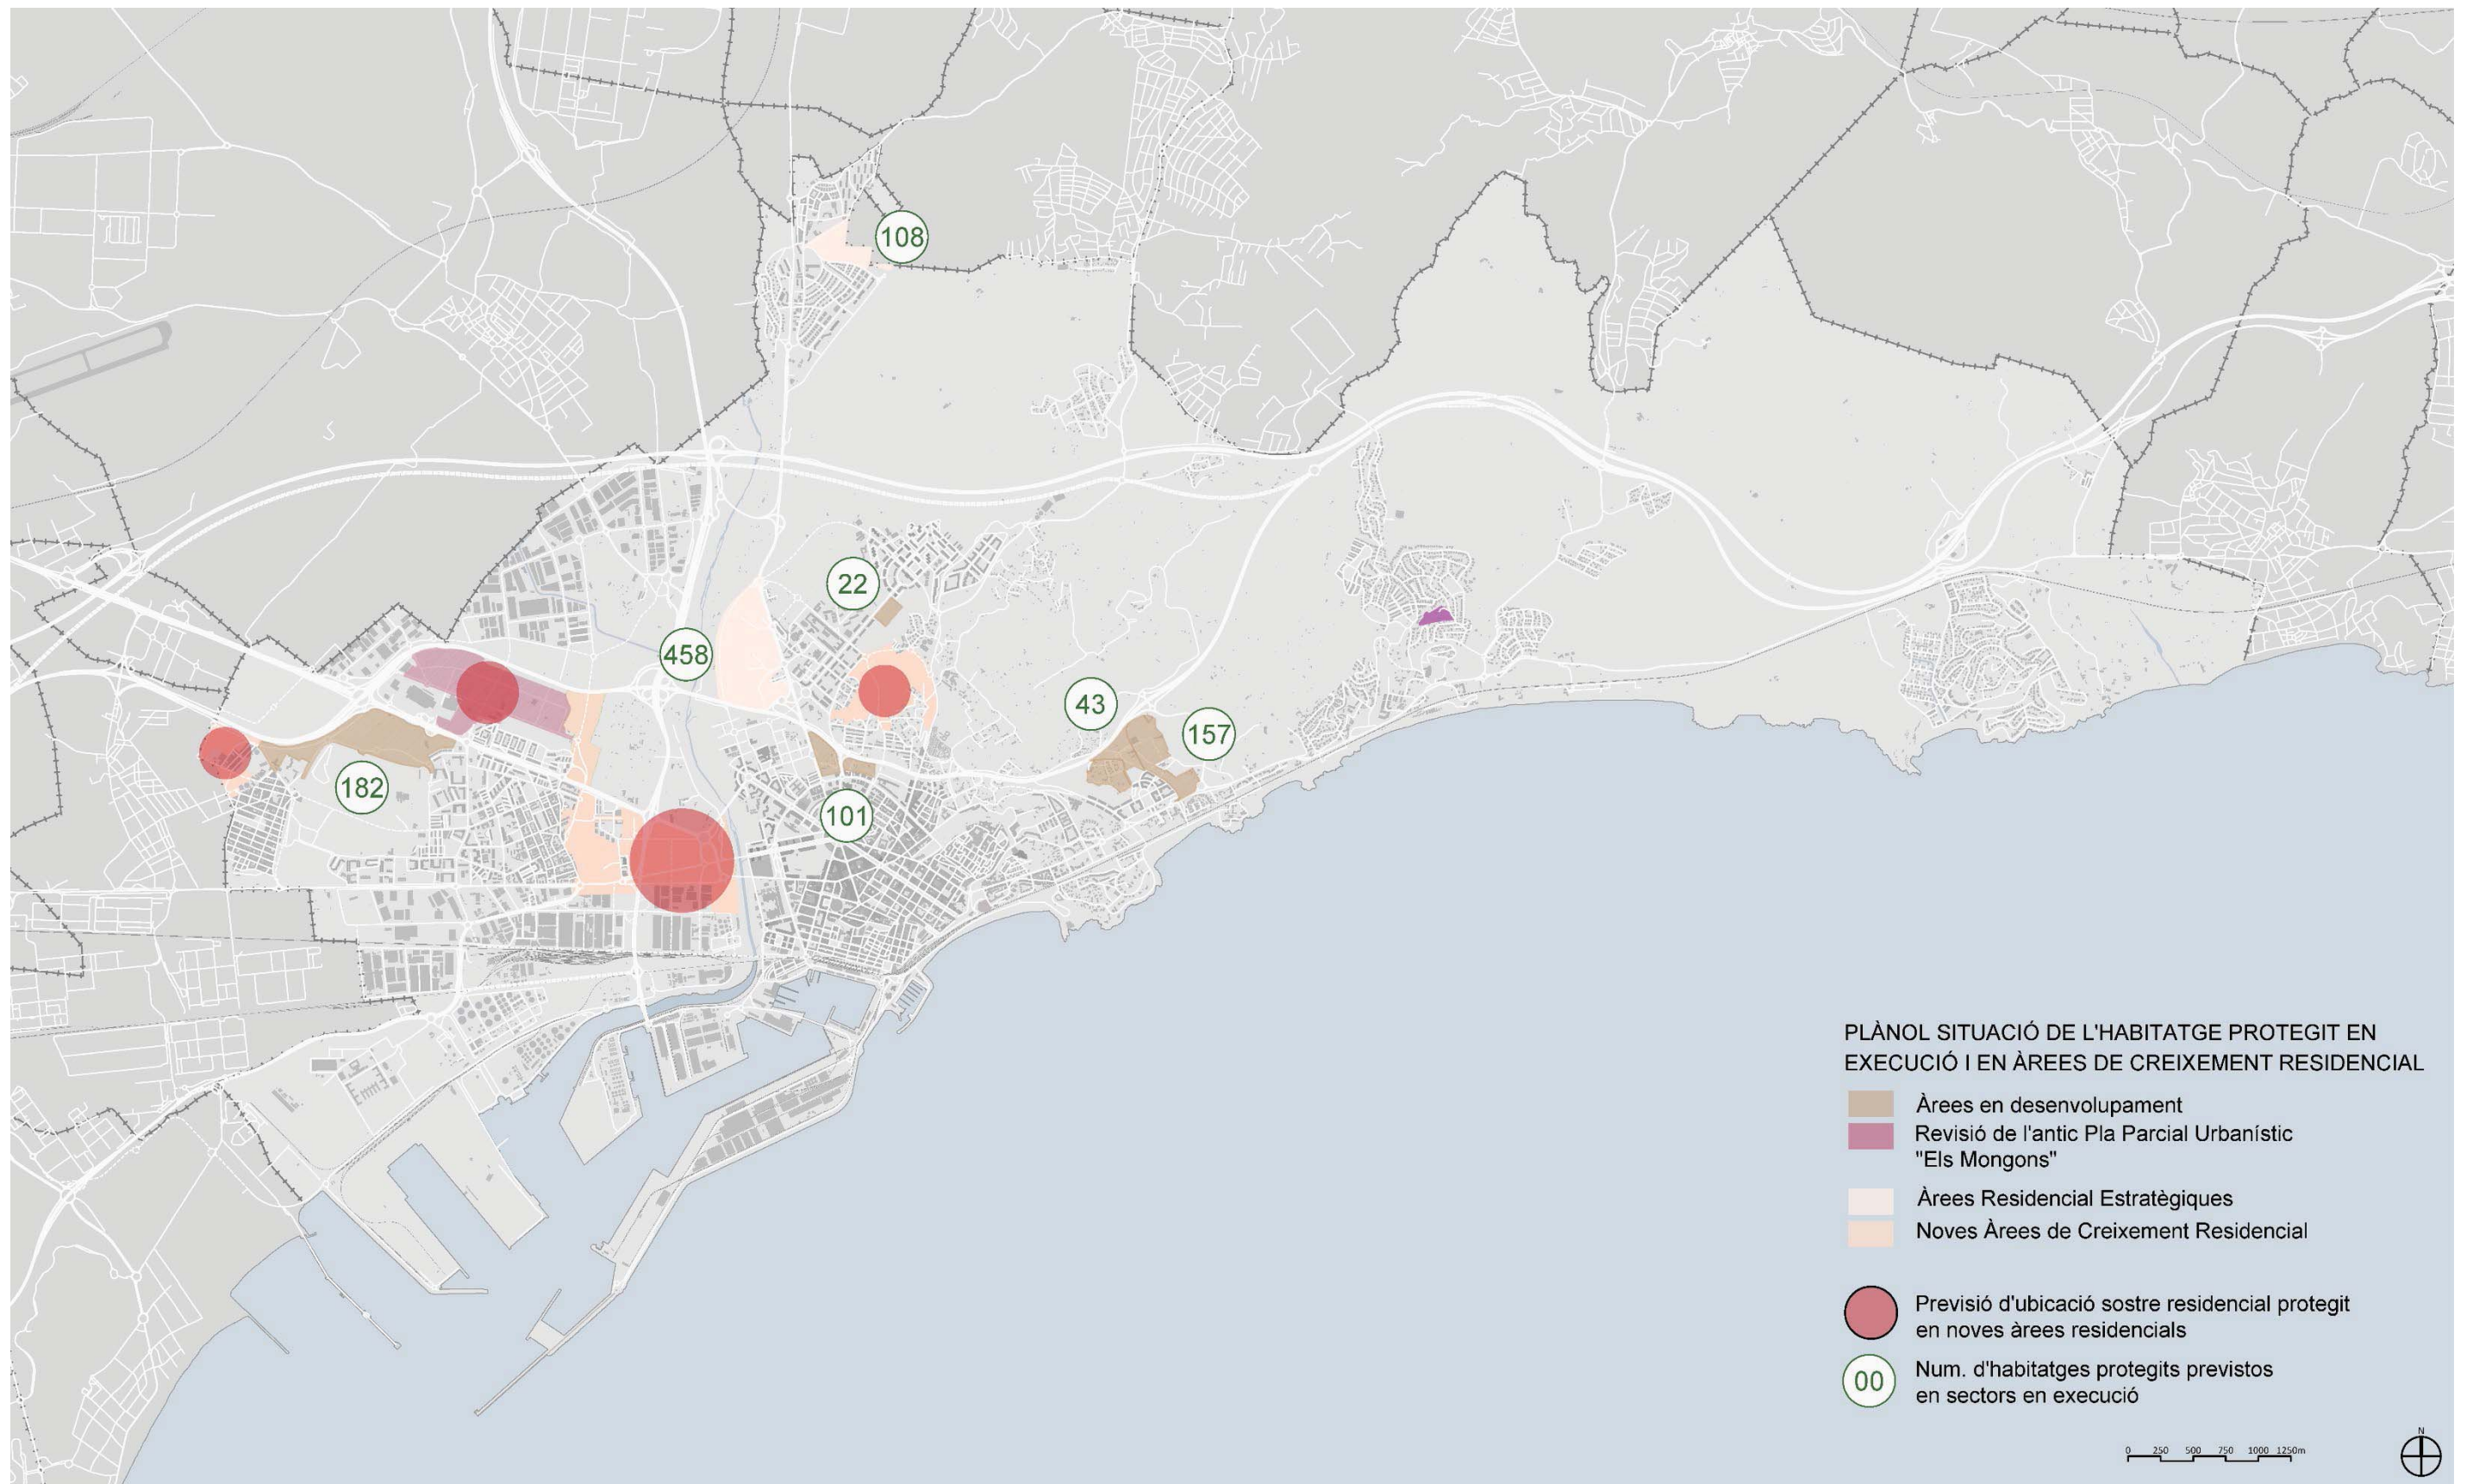 108
22
458
43
157
182
101
PLÀNOL SITUACIÓ DE L'HABITATGE PROTEGIT EN
EXECUCIÓ I EN ÀREES DE CREIXEMENT RESIDENCIAL
Àrees en desenvolupament
Revisió de l'antic Pla Parcial Urbanístic
"Els Mongons"
Àrees Residencial Estratègiques
Noves Àrees de Creixement Residencial
Previsió d'ubicació sostre residencial protegit
en noves àrees residencials
00 Num. d'habitatges protegits previstos
en sectors en execució
0 250 500 750 1000 1250m
N